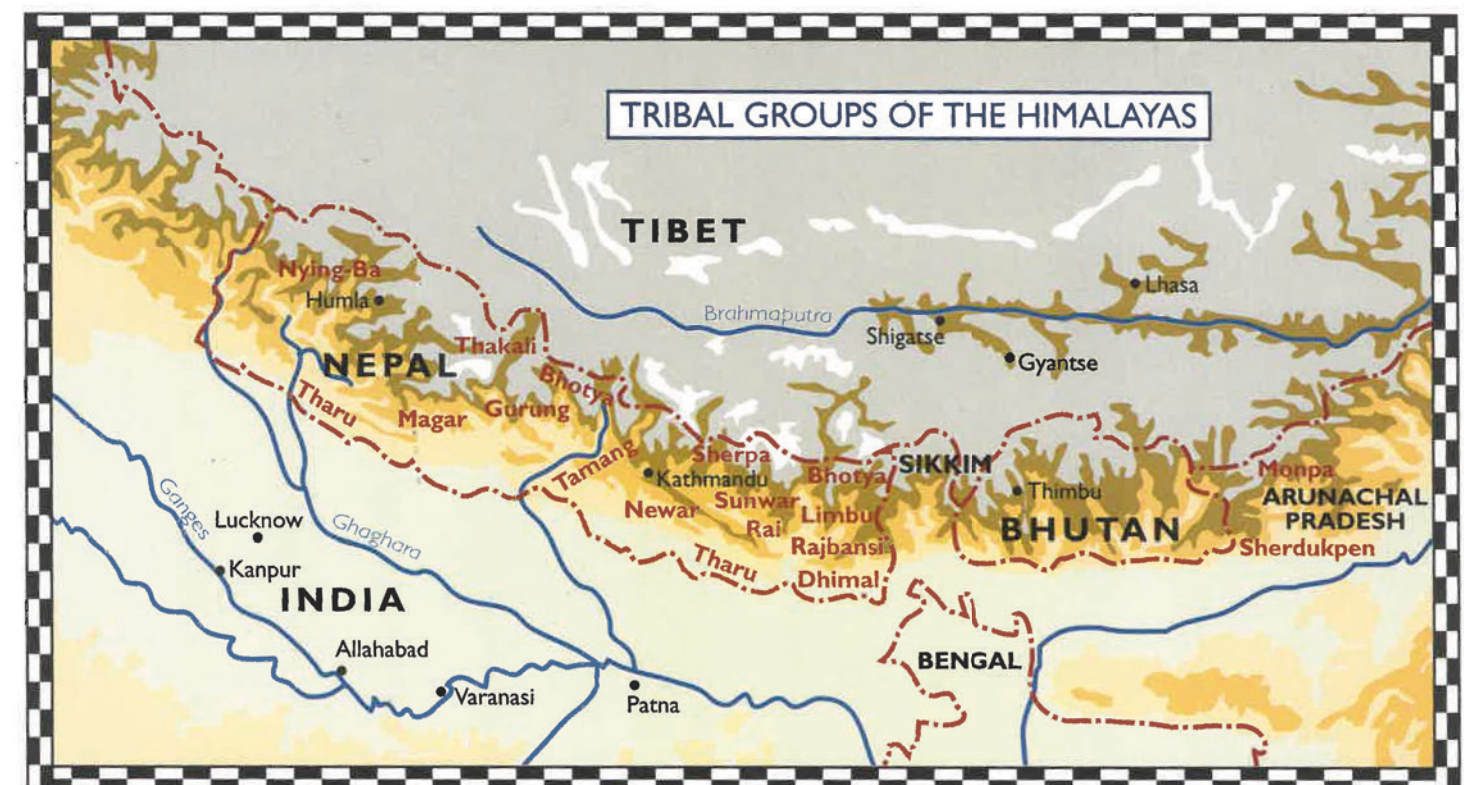 TRIBAL GROUPS OF THE HIMALAYAS
TIBET
Nying-Ba
Humla
Lhasa
Brahmaputra
Shigatse
Gyantse
Thakali
NEPAL
Bhotya
Tharu
Magar
Gurung
Tamang
Sherpa
Kathmandu
Bhotya
SIKKIM
Thimbu
Monpa
Newar
Sunwar
Limbu
Rai
Rajbansi
BHUTAN
ARUNACHAL
PRADESH
Sherdukpen
Tharu
Dhimal
Ganges
Lucknow
Ghaghara
Kanpur
INDIA
Allahabad
Varanasi
Patna
BENGAL